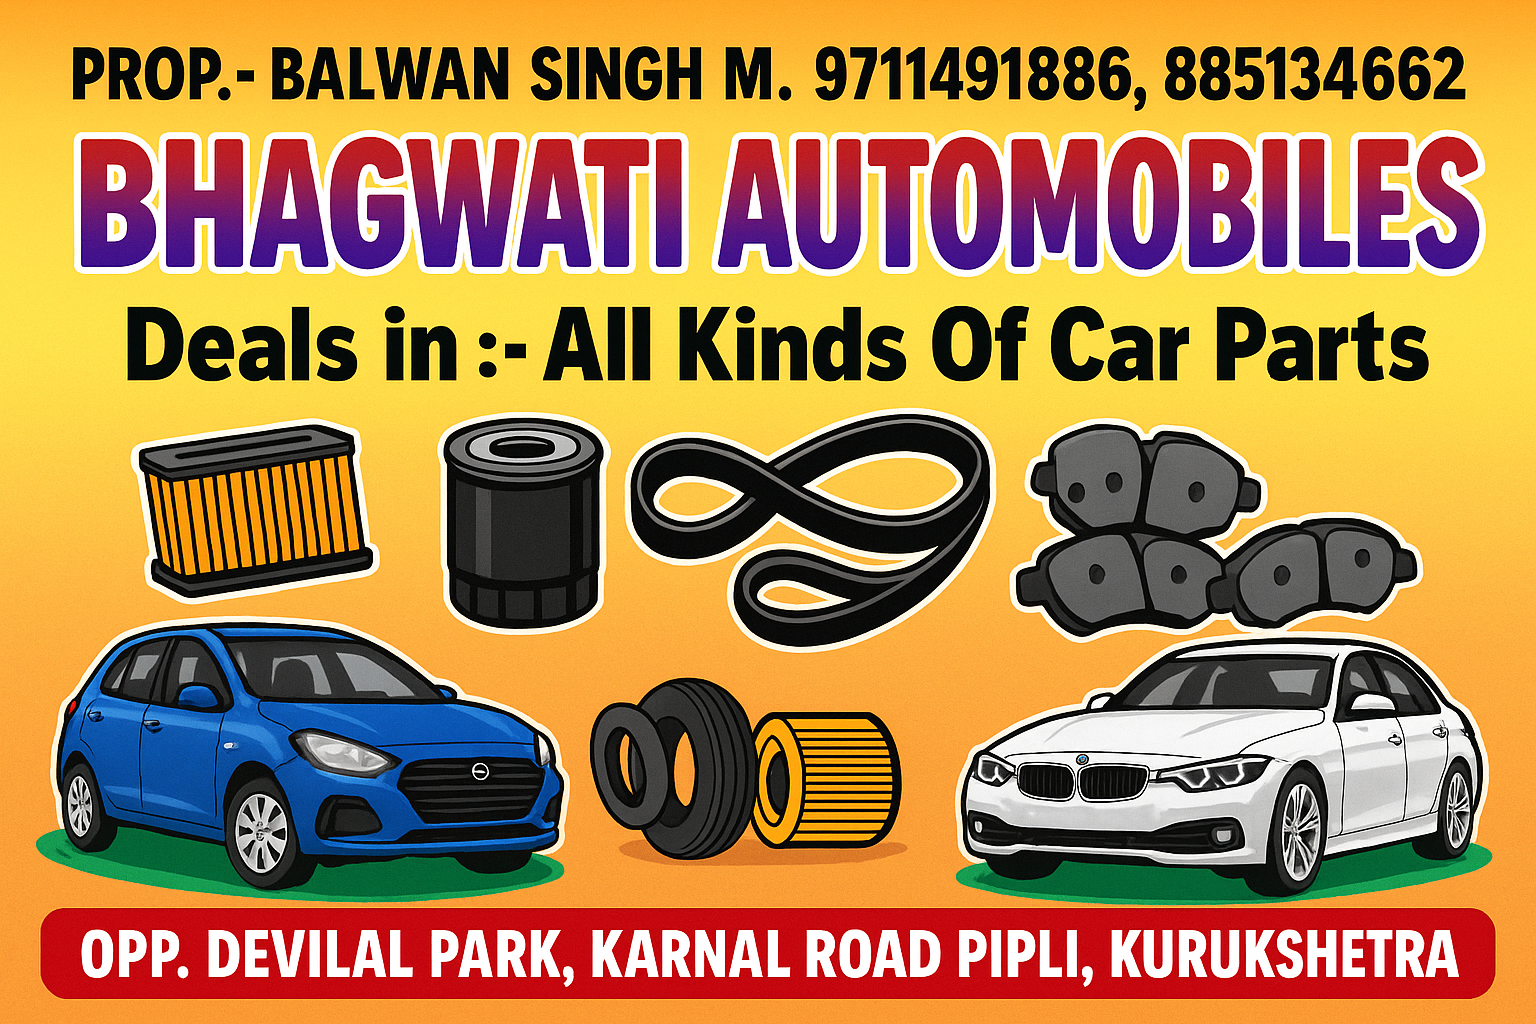 PROP.- BALWAN SINGH M. 9711491886, 885134662
BHAGWATI AUTOMOBILES
Deals in :- All Kinds Of Car Parts
OPP. DEVILAL PARK, KARNAL ROAD PIPLI, KURUKSHETRA